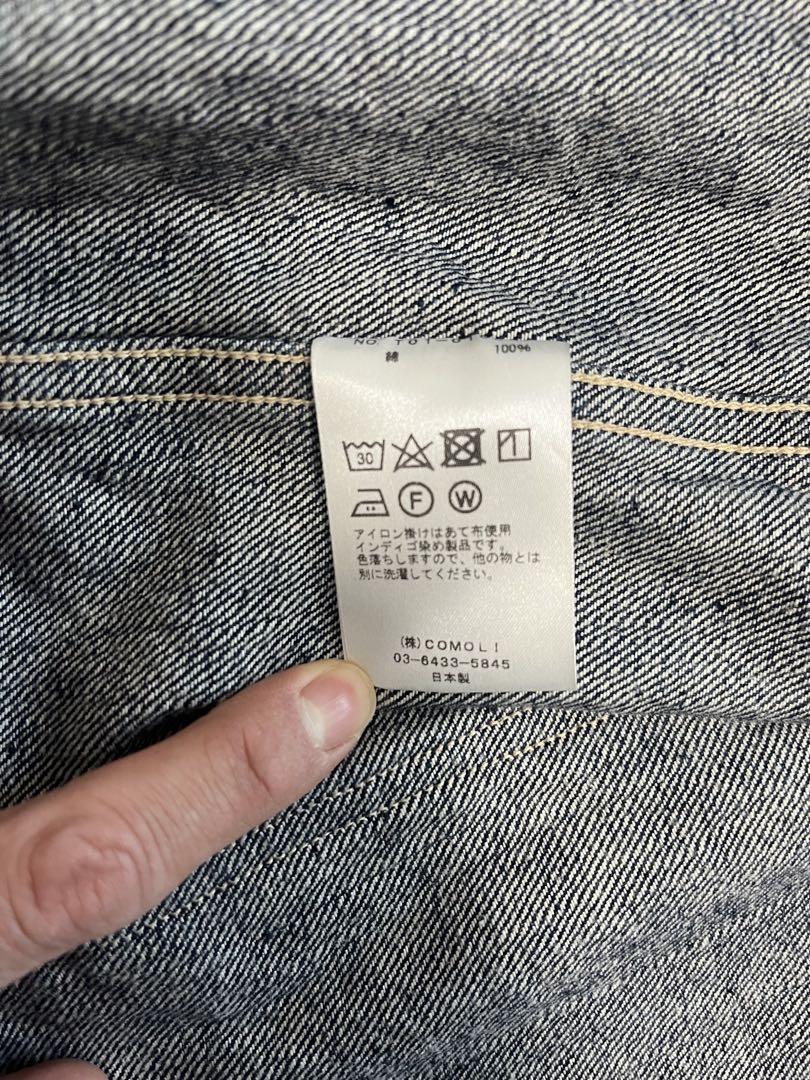 綿 100%
30
F W
アイロン掛けはあて布使用
インディゴ染め製品です。
色落ちしますので、他の物とは
別に洗濯してください。
(株)COMOLI
03-6433-5845
日本製